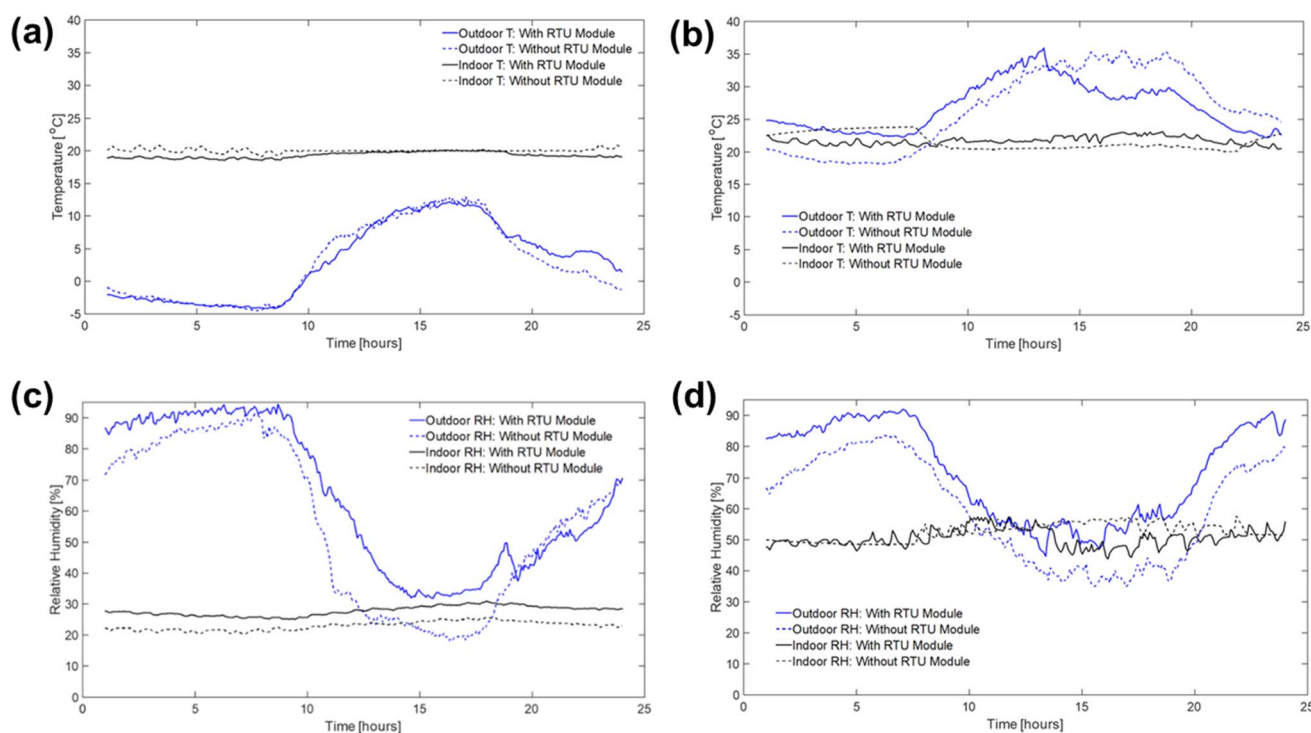 (a)
40
35
30
25
20
15
10
5
0
-5
Temperature [°C]
Outdoor T: With RTU Module
Outdoor T: Without RTU Module
Indoor T: With RTU Module
Indoor T: Without RTU Module
0 5 10 15 20 25
Time [hours]
(b)
40
35
30
25
20
15
10
5
0
-5
Temperature [°C]
Outdoor T: With RTU Module
Outdoor T: Without RTU Module
Indoor T: With RTU Module
Indoor T: Without RTU Module
0 5 10 15 20 25
Time [hours]
(c)
90
80
70
60
50
40
30
20
10
0
Relative Humidity [%]
Outdoor RH: With RTU Module
Outdoor RH: Without RTU Module
Indoor RH: With RTU Module
Indoor RH: Without RTU Module
0 5 10 15 20 25
Time [hours]
(d)
90
80
70
60
50
40
30
20
10
0
Relative Humidity [%]
Outdoor RH: With RTU Module
Outdoor RH: Without RTU Module
Indoor RH: With RTU Module
Indoor RH: Without RTU Module
0 5 10 15 20 25
Time [hours]